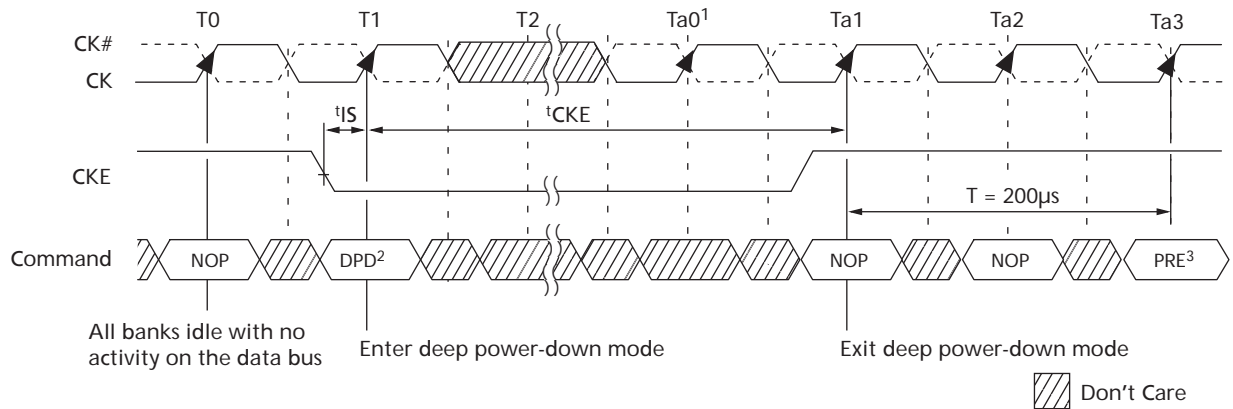 T0 T1 T2 Ta0¹ Ta1 Ta2 Ta3
CK#
CK
tIS tCKE
CKE
T = 200µs
Command NOP DPD² NOP NOP PRE³
All banks idle with no
activity on the data bus
Enter deep power-down mode
Exit deep power-down mode
Don't Care